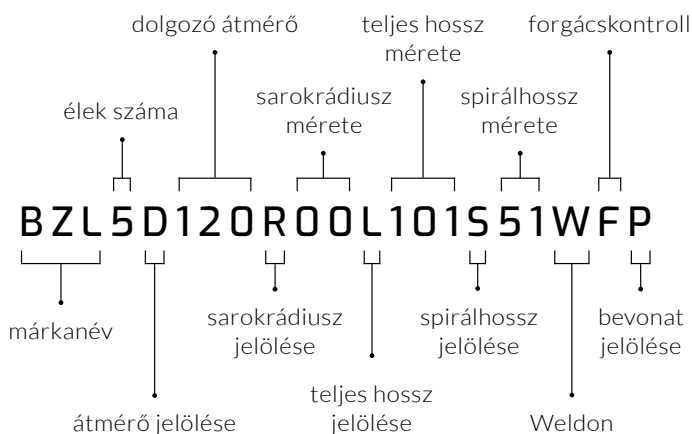 dolgozó átmérő
teljes hossz
mérete
forgácskontroll
élek száma
sarokrádiusz
mérete
spirálhossz
mérete
BZL5D120R00L101S51WFP
márkanév
sarokrádiusz
jelölése
spirálhossz
jelölése
bevonat
jelölése
átmérő jelölése
teljes hossz
jelölése
Weldon